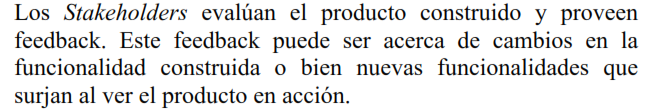 Los Stakeholders evalúan el producto construido y proveen
feedback. Este feedback puede ser acerca de cambios en la
funcionalidad construida o bien nuevas funcionalidades que
surjan al ver el producto en acción.